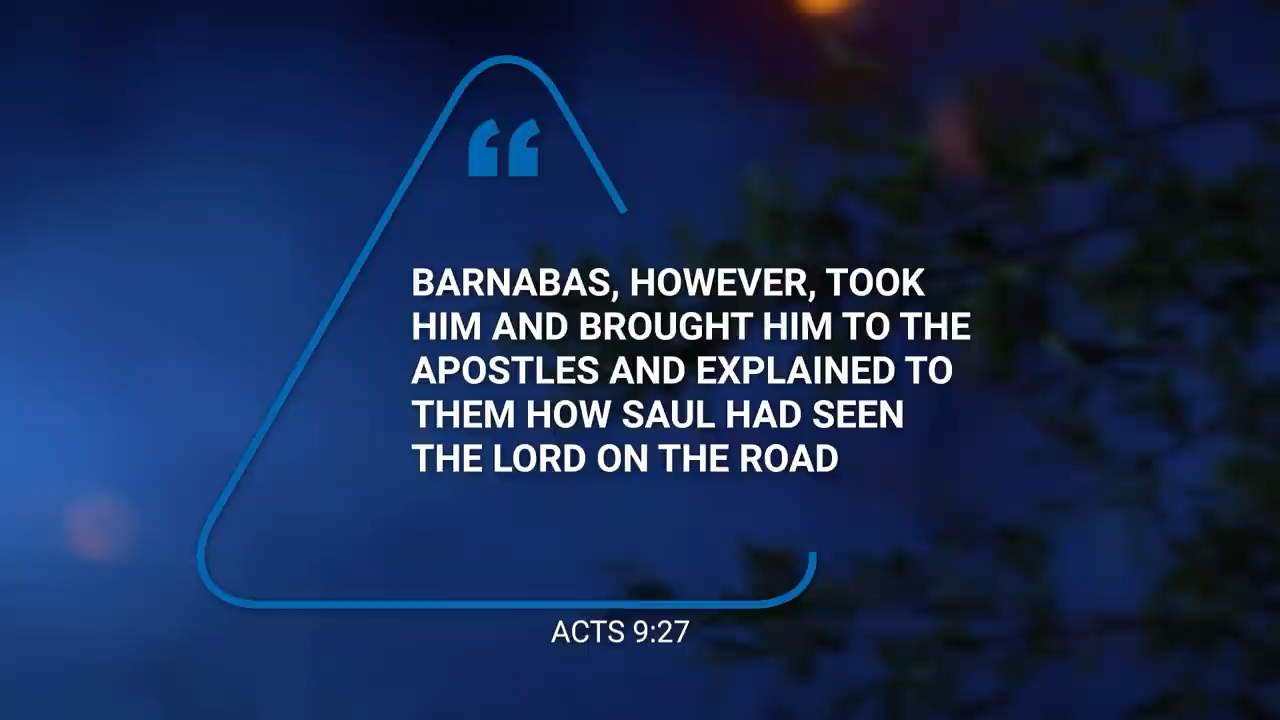 “
BARNABAS, HOWEVER, TOOK
HIM AND BROUGHT HIM TO THE
APOSTLES AND EXPLAINED TO
THEM HOW SAUL HAD SEEN
THE LORD ON THE ROAD
ACTS 9:27